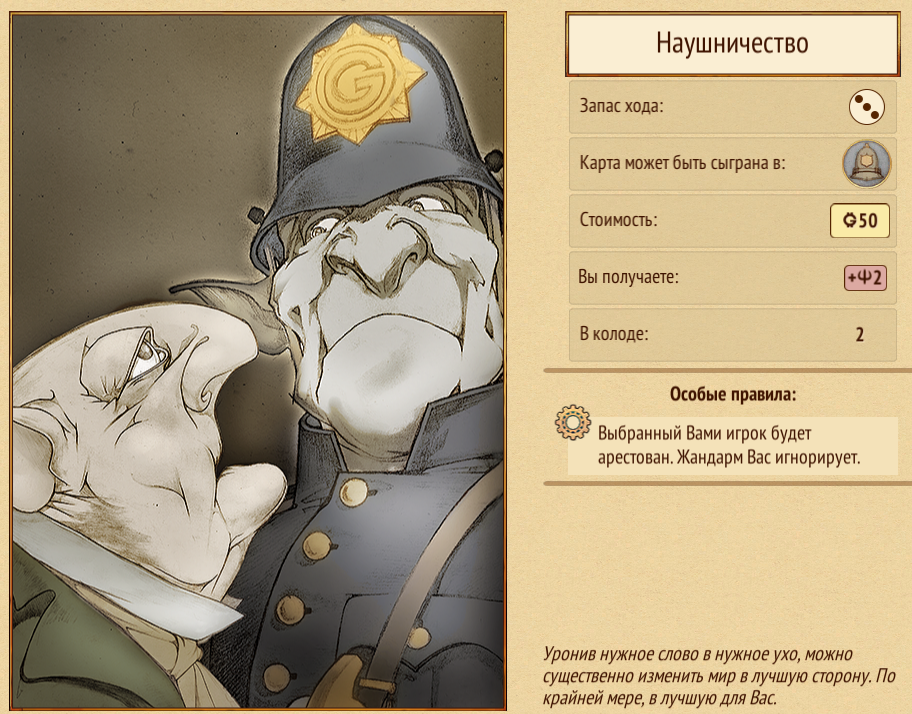 G
Наушничество
Запас хода:
Карта может быть сыграна в:
Стоимость:
50
Вы получаете:
+2
В колоде:
2
Особые правила:
Выбранный Вами игрок будет
арестован. Жандарм Вас игнорирует.
Уронив нужное слово в нужное ухо, можно
существенно изменить мир в лучшую сторону. По
крайней мере, в лучшую для Вас.